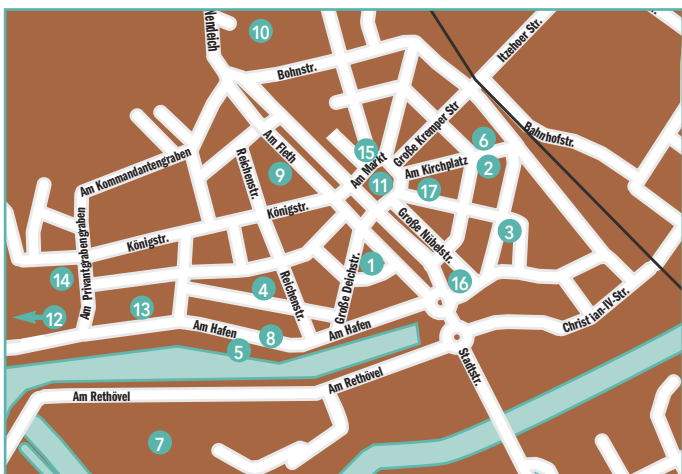 10
Wendeich
Itzehoer Str.
Bohnstr.
Große Kremper Str
Bahnhofstr.
6
Am Fleth
15
Am Markt
Am Kirchplatz
2
Am Kommandantengraben
Reichenstr.
9
11
17
Königstr.
Große Nübelstr.
3
Königstr.
1
14
Am Privantgrabengraben
4
Reichenstr.
Große Deichstr.
16
12
13
Am Hafen
8
Am Hafen
Christian-IV-Str.
5
Stadtstr.
Am Rethövel
Am Rethövel
7